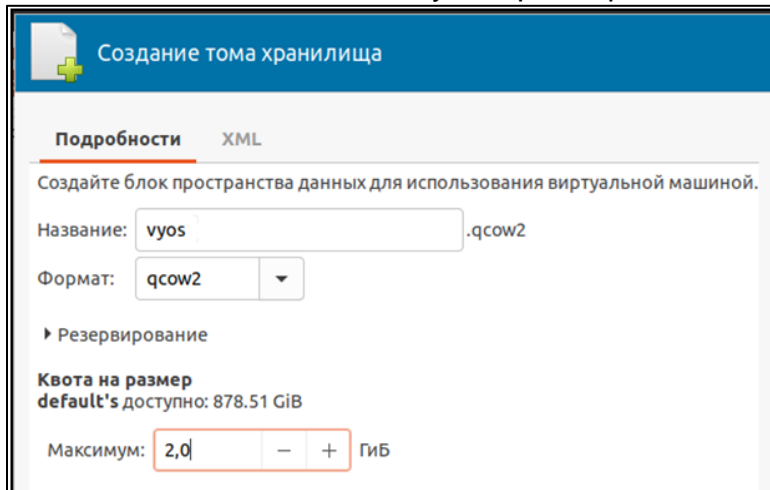 Создание тома хранилища
Подробности XML
Создайте блок пространства данных для использования виртуальной машиной.
Название: vyos .qcow2
Формат: qcow2
Резервирование
Квота на размер
default's доступно: 878.51 GiB
Максимум: 2,0 − + ГиБ